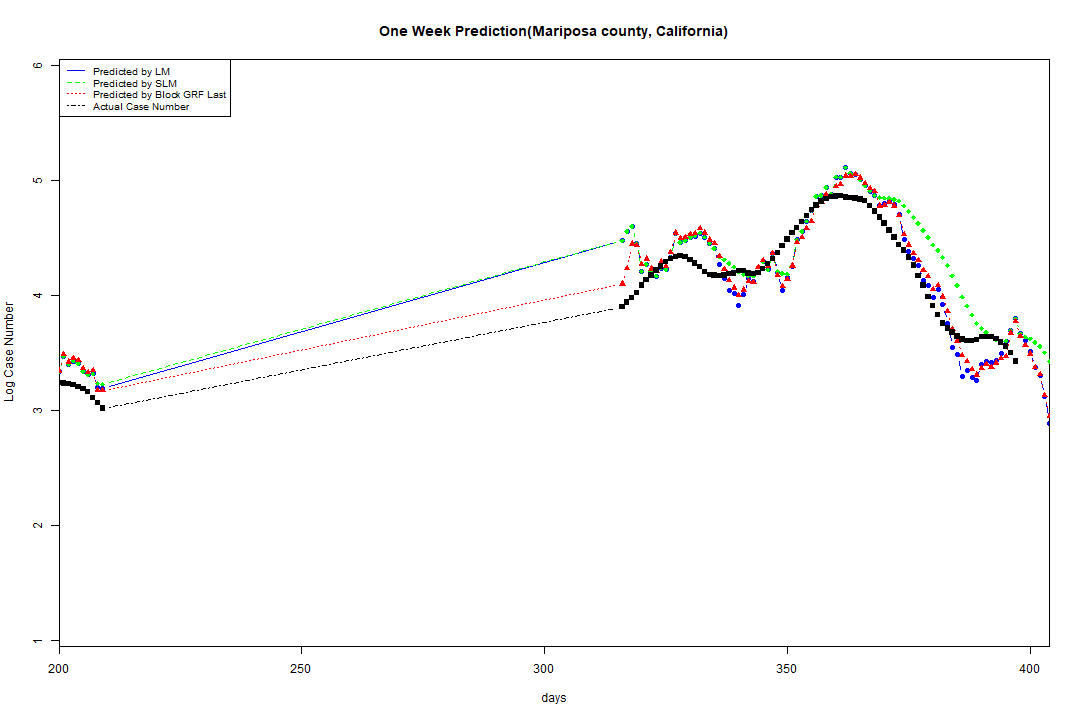 One Week Prediction(Mariposa county, California)
Predicted by LM
Predicted by SLM
Predicted by Block GRF Last
Actual Case Number
Log Case Number
6
5
4
3
2
1
200
250
300
350
400
days